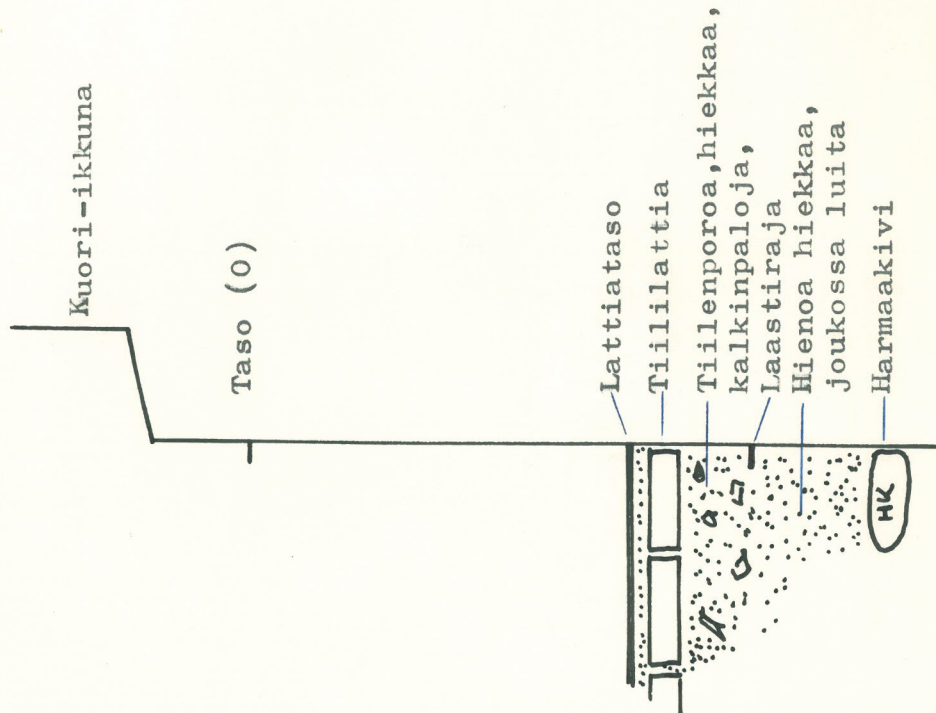 Kuori-ikkuna
Taso (0)
Lattiataso
Tiililattia
Tiilenporoa,hiekkaa,
kalkinpaloja,
Laastiraja
Hienoa hiekkaa,
joukossa luita
Harmaakivi
HK